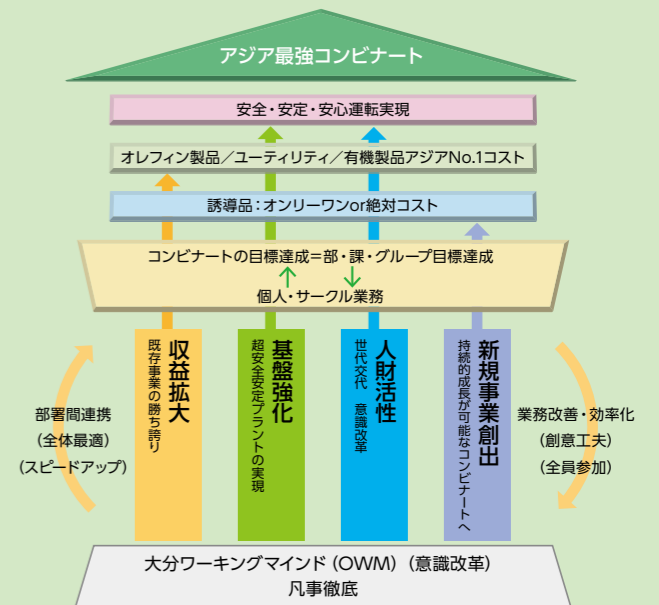 アジア最強コンビナート
安全・安定・安心運転実現
オレフィン製品／ユーティリティ／有機製品アジアNo.1コスト
誘導品：オンリーワンor絶対コスト
コンビナートの目標達成＝部・課・グループ目標達成
個人・サークル業務
部署間連携
（全体最適）
（スピードアップ）
収益拡大
既存事業の勝ち誇り
基盤強化
超安全安定プラントの実現
人財活性
世代交代　意識改革
新規事業創出
持続的成長が可能なコンビナートへ
業務改善・効率化
（創意工夫）
（全員参加）
大分ワーキングマインド（OWM）（意識改革）
凡事徹底